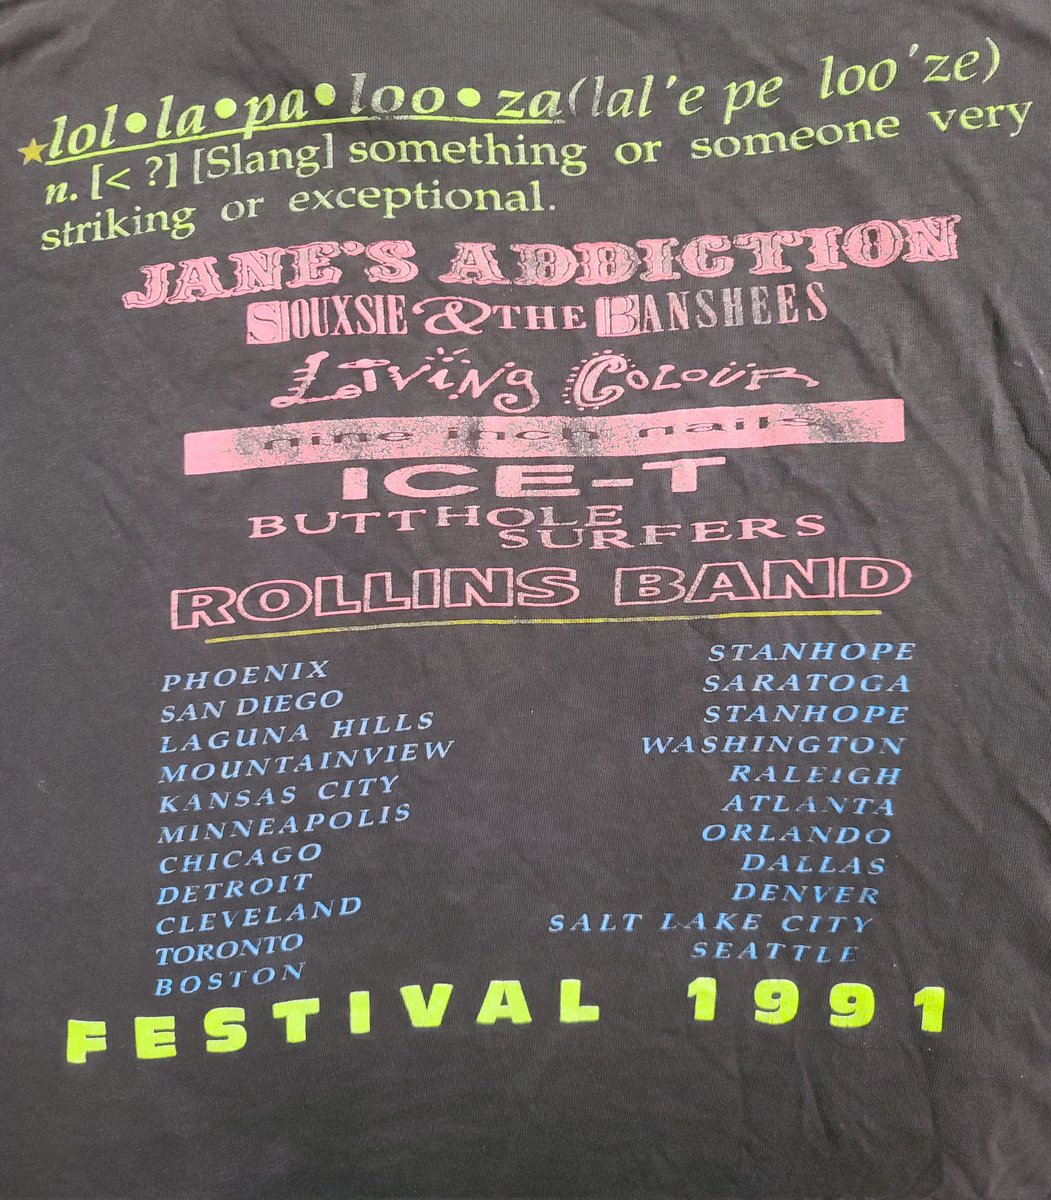 lol•la•pa•loo•za(lal'e pe loo'ze)
n. [< ?] [Slang] something or someone very
striking or exceptional.
JANE'S ADDICTION
SIOUXSIE & THE BANSHEES
LIVING COLOUR
nine inch nails
ICE-T
BUTTHOLE
SURFERS
ROLLINS BAND
PHOENIX
SAN DIEGO
LAGUNA HILLS
MOUNTAINVIEW
KANSAS CITY
MINNEAPOLIS
CHICAGO
DETROIT
CLEVELAND
TORONTO
BOSTON
STANHOPE
SARATOGA
STANHOPE
WASHINGTON
RALEIGH
ATLANTA
ORLANDO
DALLAS
DENVER
SALT LAKE CITY
SEATTLE
FESTIVAL 1991